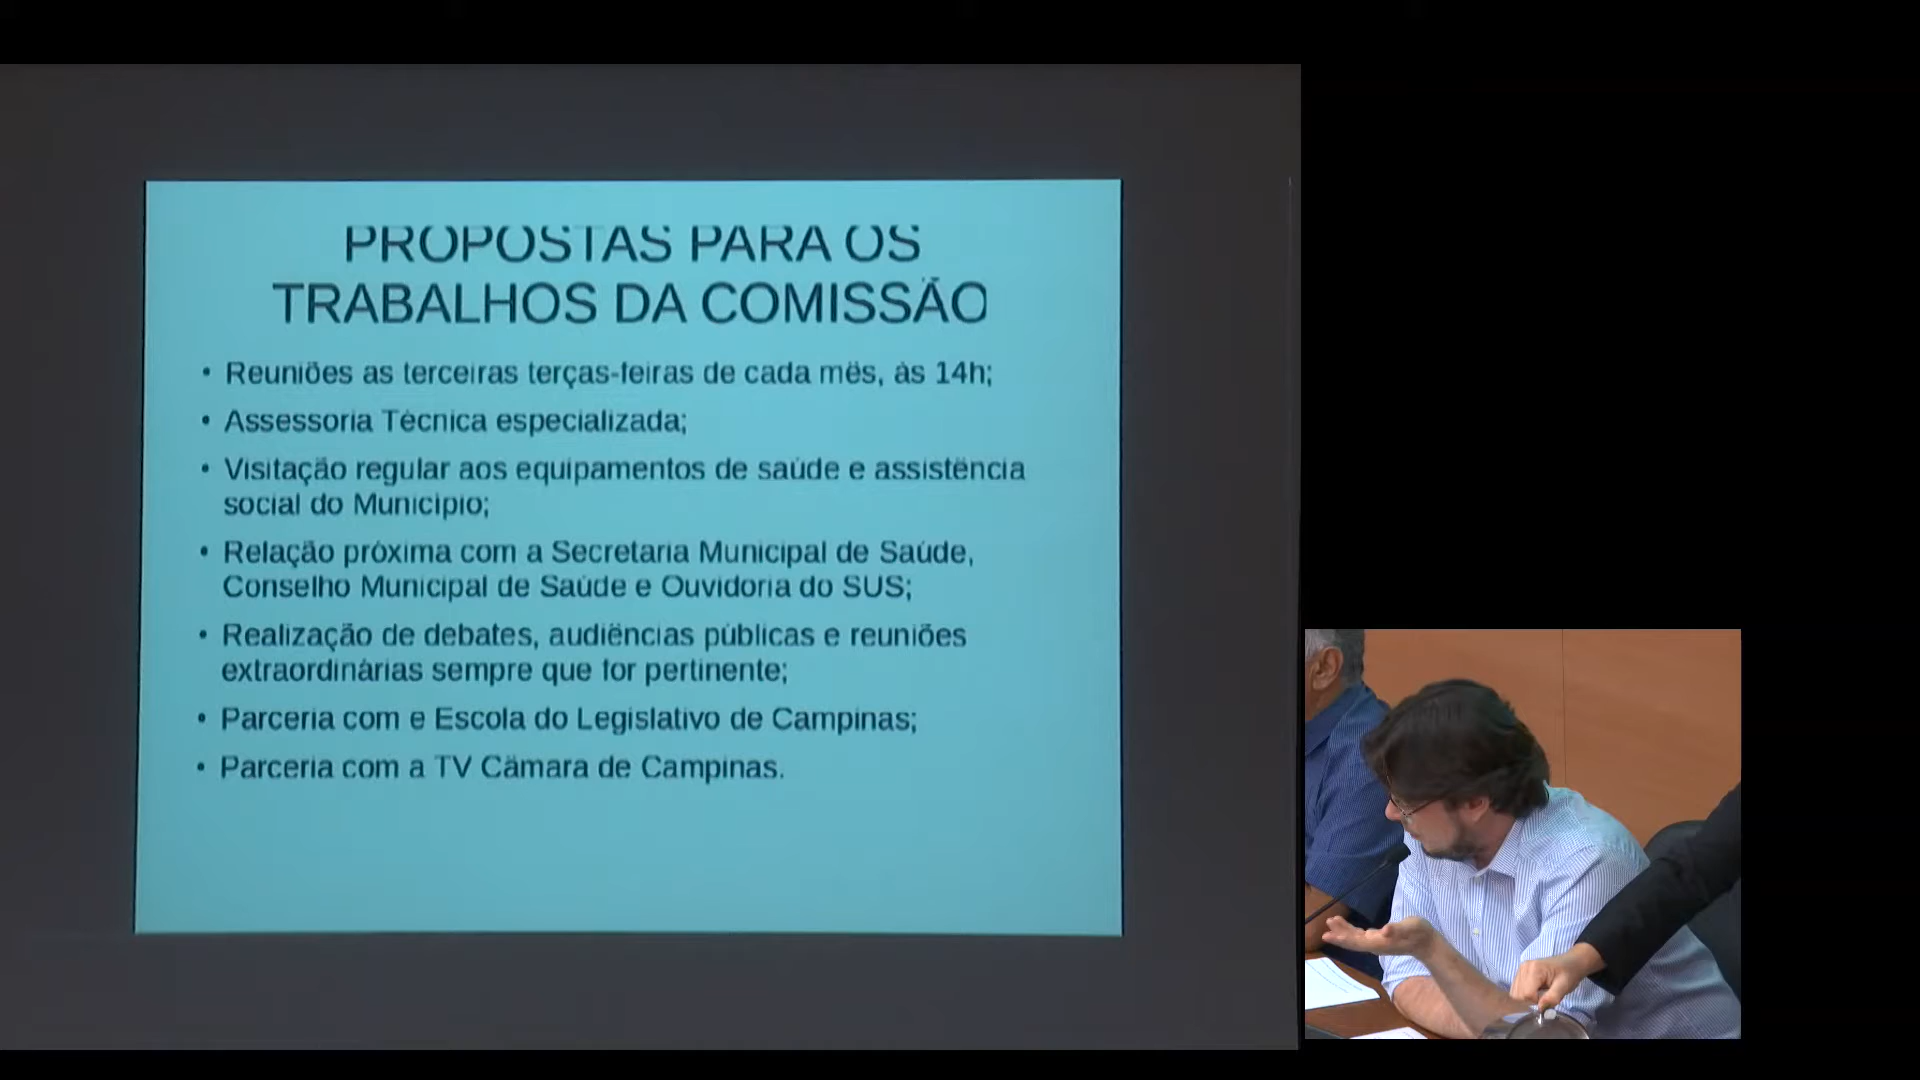 PROPOSTAS PARA OS
TRABALHOS DA COMISSÃO
• Reuniões as terceiras terças-feiras de cada mês, às 14h;
• Assessoria Técnica especializada;
• Visitação regular aos equipamentos de saúde e assistência
social do Município;
• Relação próxima com a Secretaria Municipal de Saúde,
Conselho Municipal de Saúde e Ouvidoria do SUS;
• Realização de debates, audiências públicas e reuniões
extraordinárias sempre que for pertinente;
• Parceria com e Escola do Legislativo de Campinas;
• Parceria com a TV Câmara de Campinas.